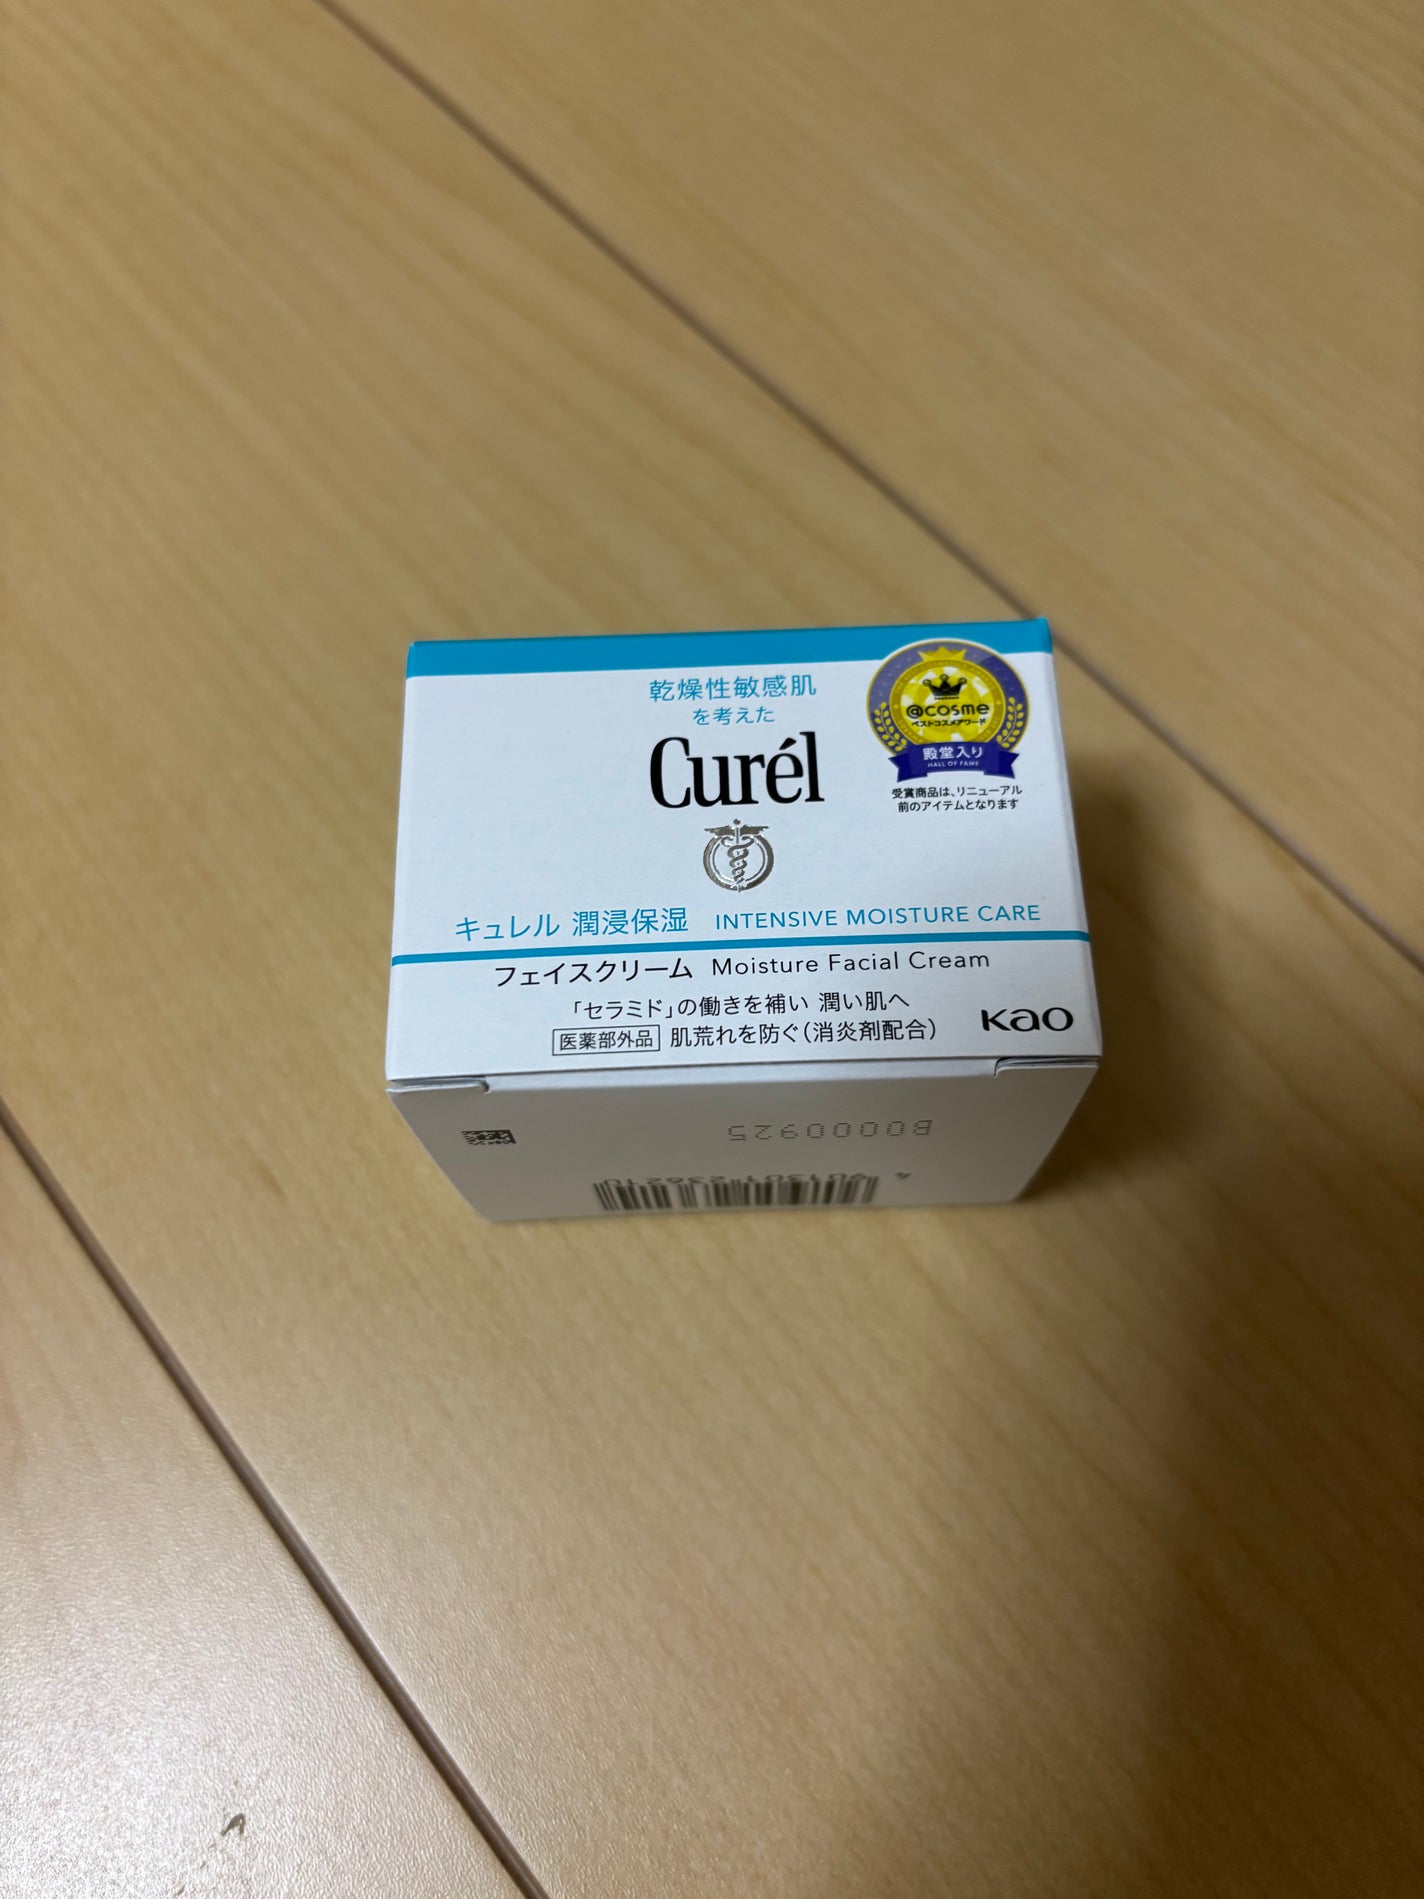 乾燥性敏感肌
を考えた
Curél
@cosme
ベストコスメアワード
殿堂入り
HALL OF FAME
受賞商品は、リニューアル
前のアイテムとなります
キュレル 潤浸保湿 INTENSIVE MOISTURE CARE
フェイスクリーム Moisture Facial Cream
「セラミド」の働きを補い 潤い肌へ
医薬部外品 肌荒れを防ぐ（消炎剤配合）
Kao
B000925
4 901301 236210